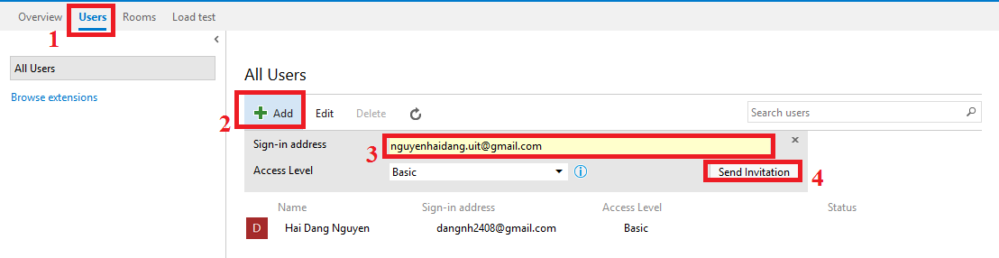 Overview Users Rooms Load test
1
All Users
Browse extensions
All Users
2 Add Edit Delete Search users
Sign-in address 3 nguyenhaidang.uit@gmail.com
Access Level Basic Send Invitation 4
Name Sign-in address Access Level Status
D Hai Dang Nguyen dangnh2408@gmail.com Basic